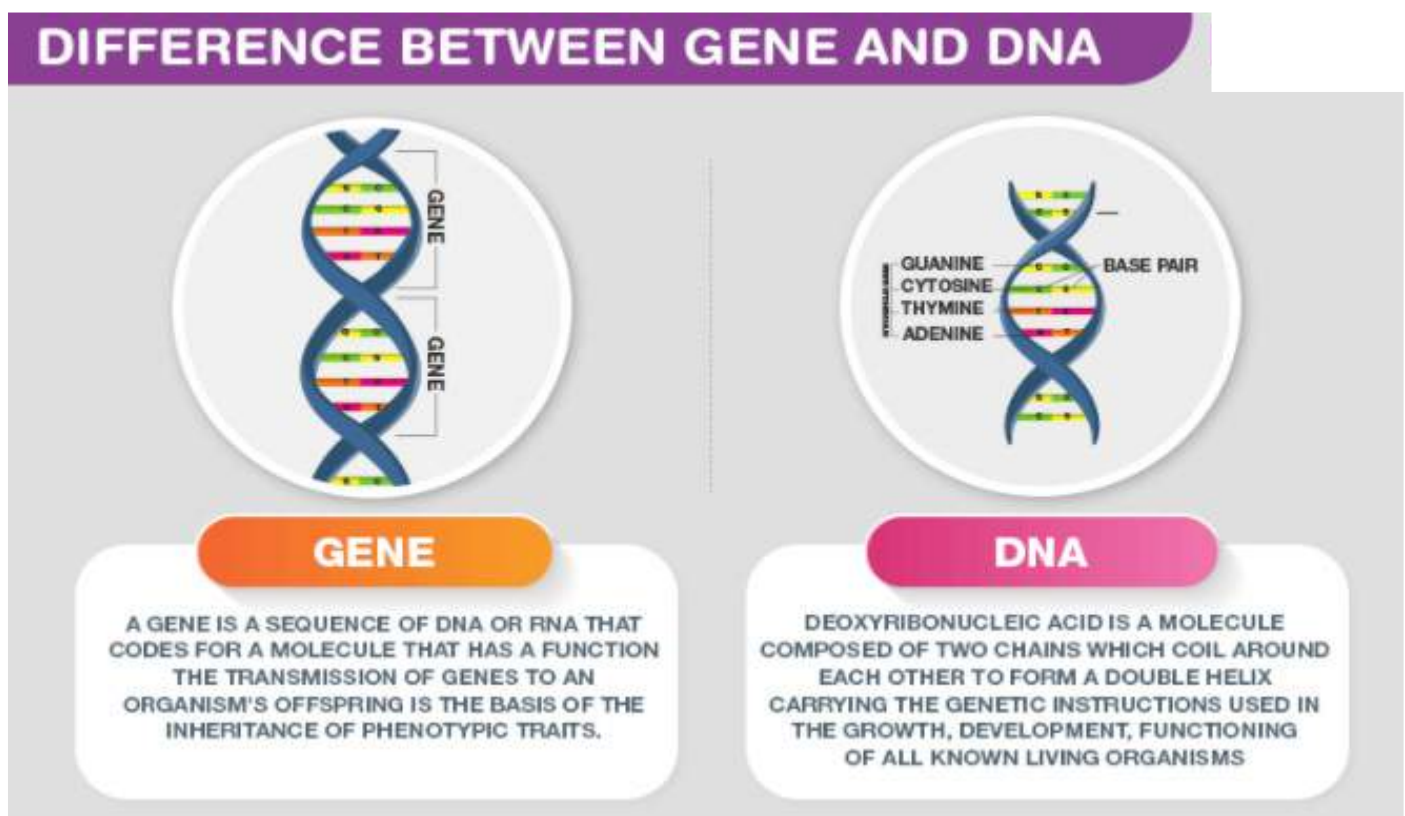 DIFFERENCE BETWEEN GENE AND DNA
GENE
GENE
GUANINE
CYTOSINE
THYMINE
ADENINE
BASE PAIR
GENE
A GENE IS A SEQUENCE OF DNA OR RNA THAT
CODES FOR A MOLECULE THAT HAS A FUNCTION
THE TRANSMISSION OF GENES TO AN
ORGANISM'S OFFSPRING IS THE BASIS OF THE
INHERITANCE OF PHENOTYPIC TRAITS.
DNA
DEOXYRIBONUCLEIC ACID IS A MOLECULE
COMPOSED OF TWO CHAINS WHICH COIL AROUND
EACH OTHER TO FORM A DOUBLE HELIX
CARRYING THE GENETIC INSTRUCTIONS USED IN
THE GROWTH, DEVELOPMENT, FUNCTIONING
OF ALL KNOWN LIVING ORGANISMS